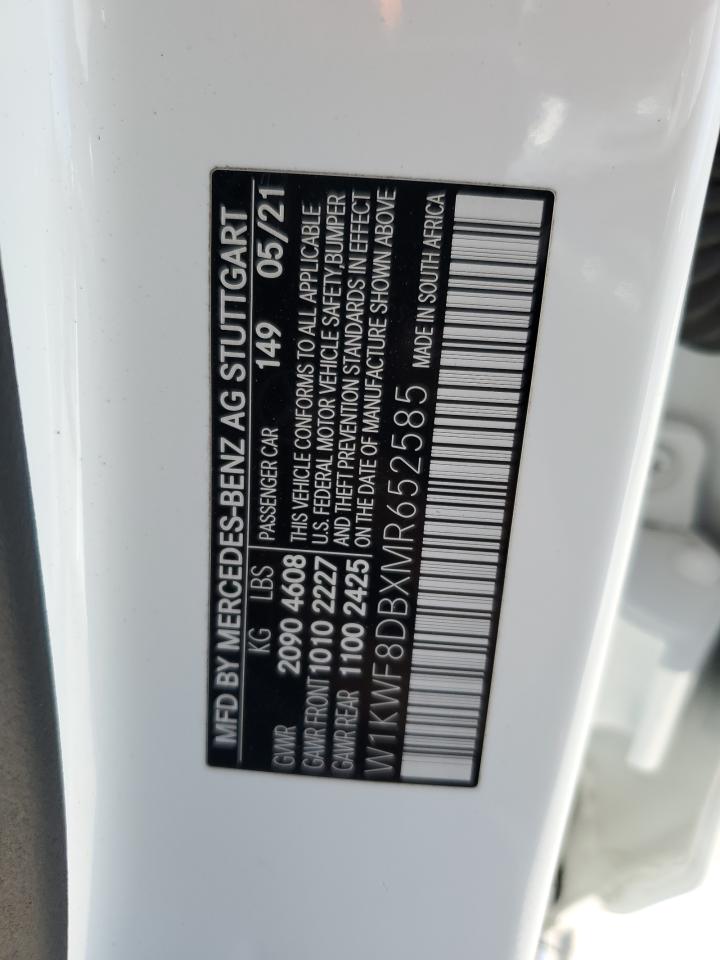 MFD BY MERCEDES-BENZ AG STUTTGART
KG LBS PASSENGER CAR 149 05/21
GVWR 2090 4608 THIS VEHICLE CONFORMS TO ALL APPLICABLE
GAWR FRONT 1010 2227 U.S. FEDERAL MOTOR VEHICLE SAFETY, BUMPER
GAWR REAR 1100 2425 AND THEFT PREVENTION STANDARDS IN EFFECT
ON THE DATE OF MANUFACTURE SHOWN ABOVE
W1KWF8DBXMR652585 MADE IN SOUTH AFRICA